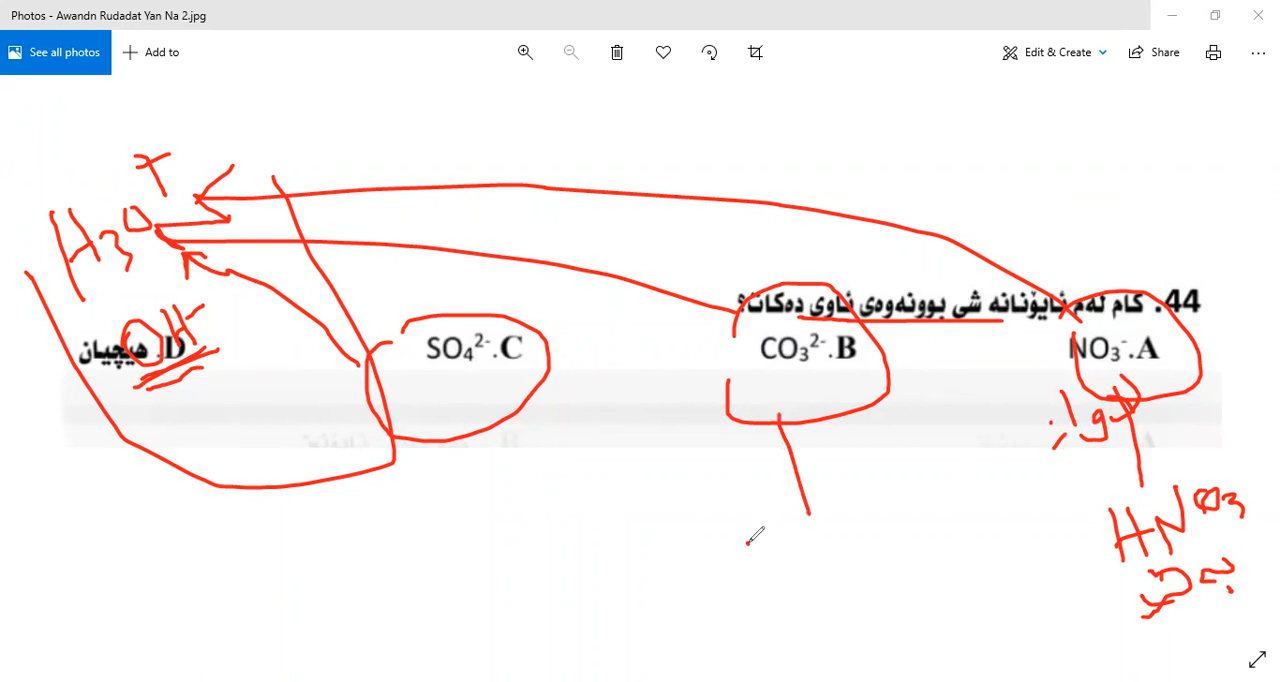 Photos - Awandn Rudadat Yan Na 2.jpg
See all photos
Add to
Edit & Create
Share
H3O
44. کام لەم ئایۆنانە شی بوونەوەی ئاوی دەکات؟
NO₃⁻ .A
CO₃²⁻ .B
SO₄²⁻ .C
D. هیچیان
OH⁻
HNO3